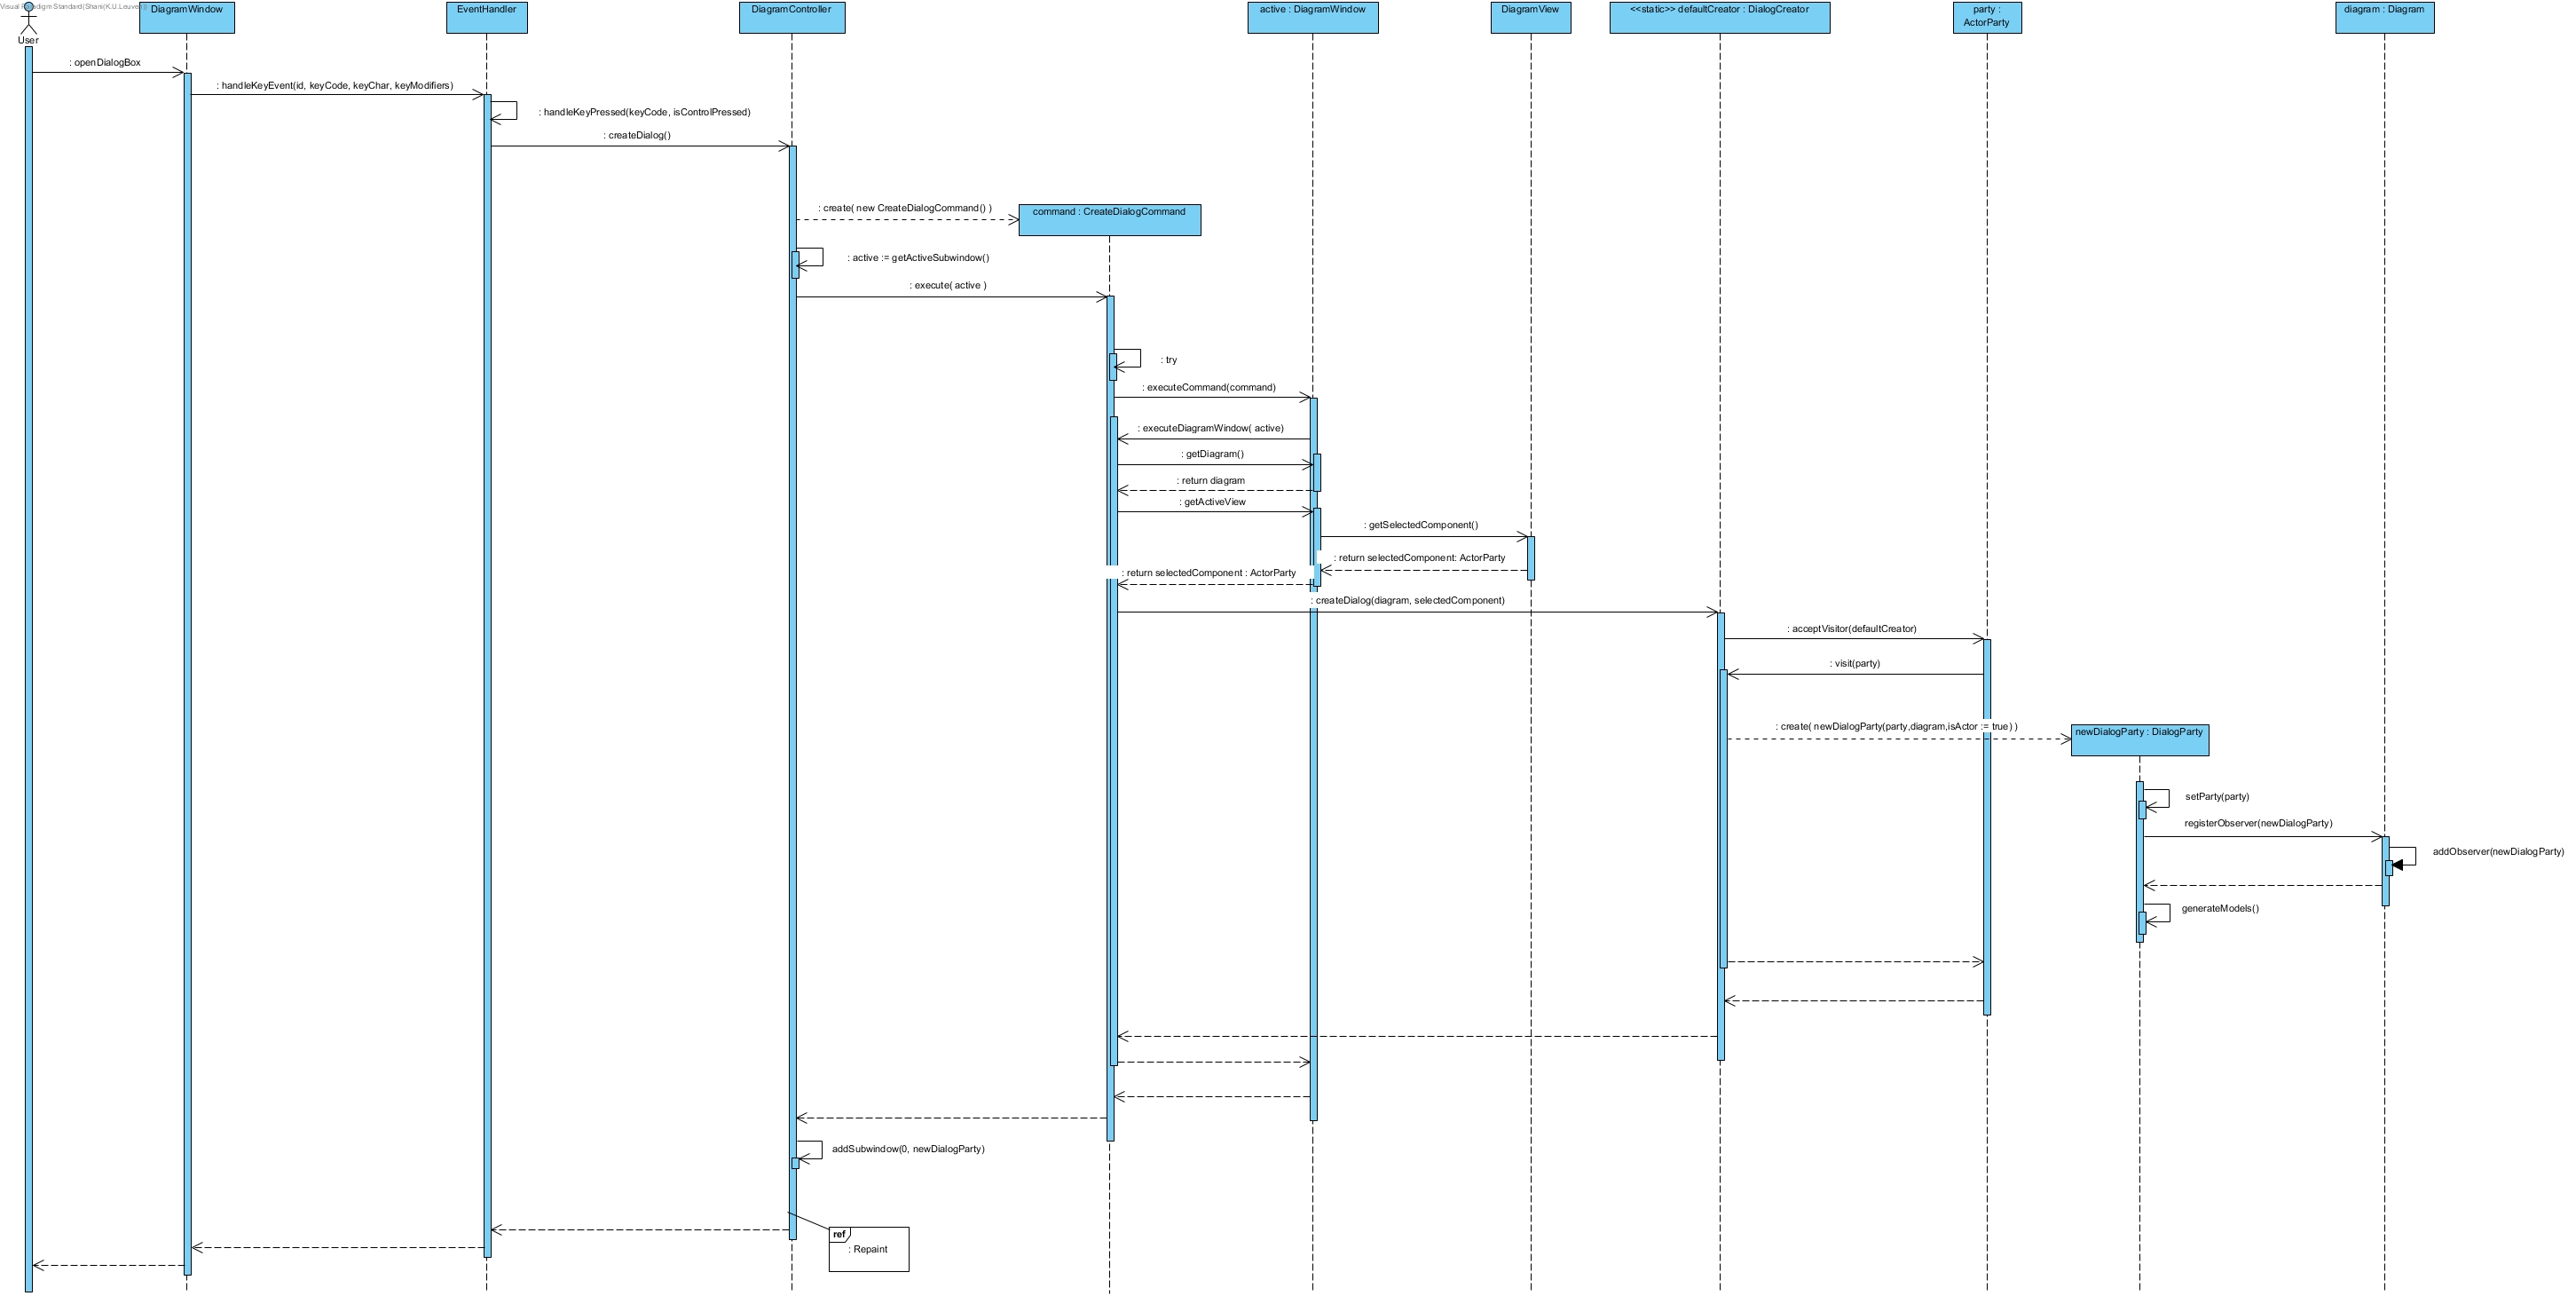 Visual Paradigm Standard(Shani(K.U.Leuven))
User
DiagramWindow
EventHandler
DiagramController
active : DiagramWindow
DiagramView
<<static>> defaultCreator : DialogCreator
party :
ActorParty
diagram : Diagram
: openDialogBox
: handleKeyEvent(id, keyCode, keyChar, keyModifiers)
: handleKeyPressed(keyCode, isControlPressed)
: createDialog()
: create( new CreateDialogCommand() )
command : CreateDialogCommand
: active := getActiveSubwindow()
: execute( active )
: try
: executeCommand(command)
: executeDiagramWindow( active)
: getDiagram()
: return diagram
: getActiveView
: getSelectedComponent()
: return selectedComponent: ActorParty
: return selectedComponent : ActorParty
: createDialog(diagram, selectedComponent)
: acceptVisitor(defaultCreator)
: visit(party)
: create( newDialogParty(party,diagram,isActor := true) )
newDialogParty : DialogParty
setParty(party)
registerObserver(newDialogParty)
addObserver(newDialogParty)
generateModels()
addSubwindow(0, newDialogParty)
ref
: Repaint